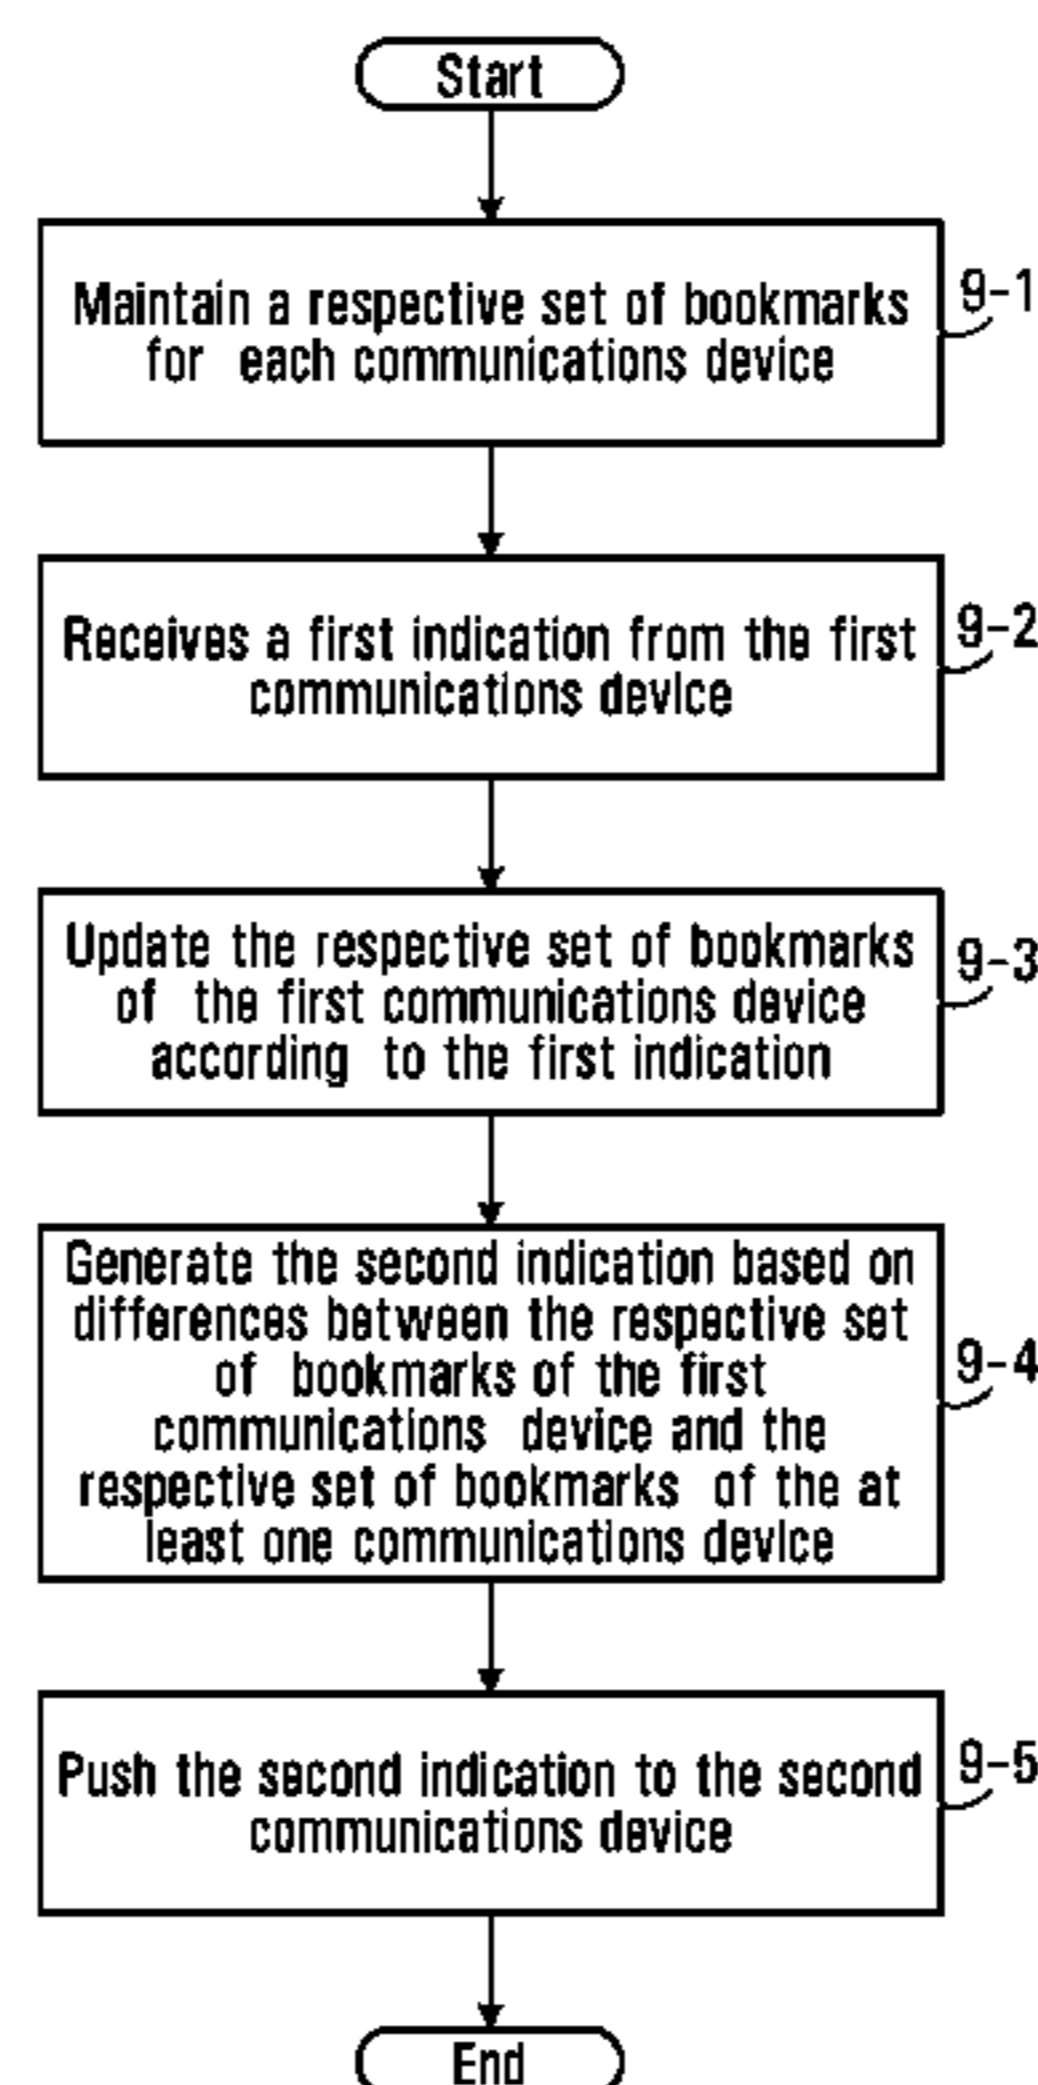 Start
Maintain a respective set of bookmarks
for each communications device
9-1
Receives a first indication from the first
communications device
9-2
Update the respective set of bookmarks
of the first communications device
according to the first indication
9-3
Generate the second indication based on
differences between the respective set
of bookmarks of the first
communications device and the
respective set of bookmarks of the at
least one communications device
9-4
Push the second indication to the second
communications device
9-5
End